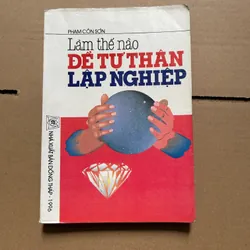 PHẠM CÔN SƠN
Làm thế nào
ĐỂ TỰ THÂN
LẬP NGHIỆP
NHÀ XUẤT BẢN ĐỒNG THÁP - 1996